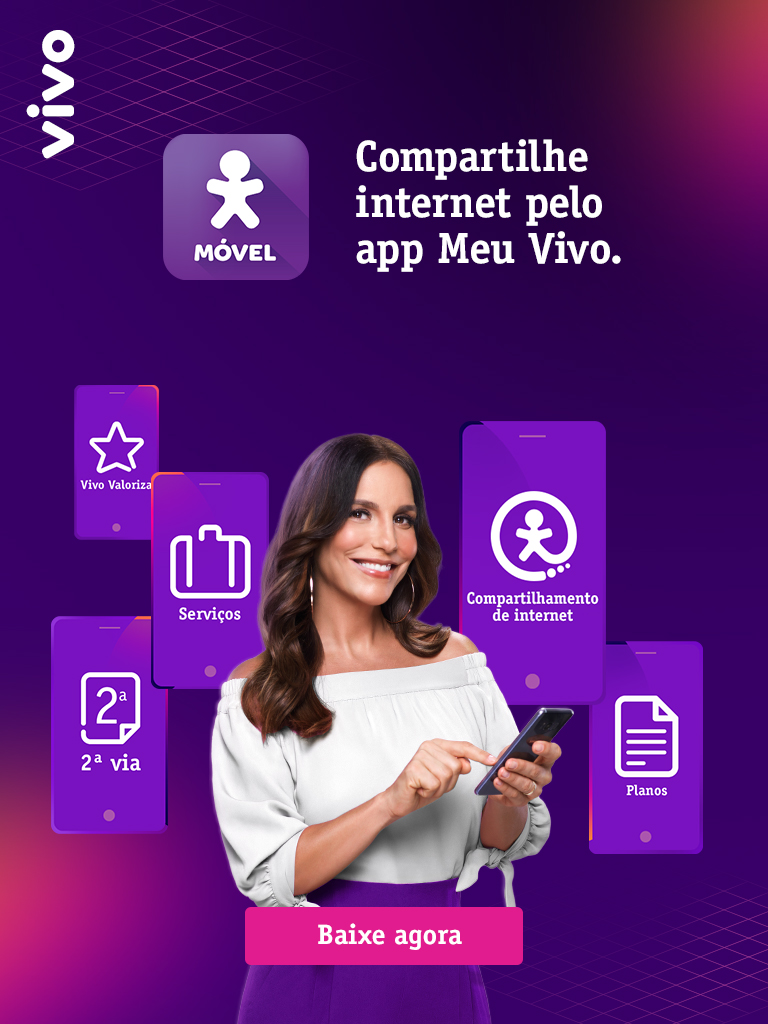 vivo
MÓVEL
Compartilhe
internet pelo
app Meu Vivo.
Vivo Valoriza
Serviços
Compartilhamento
de internet
2ª
2ª via
Planos
Baixe agora